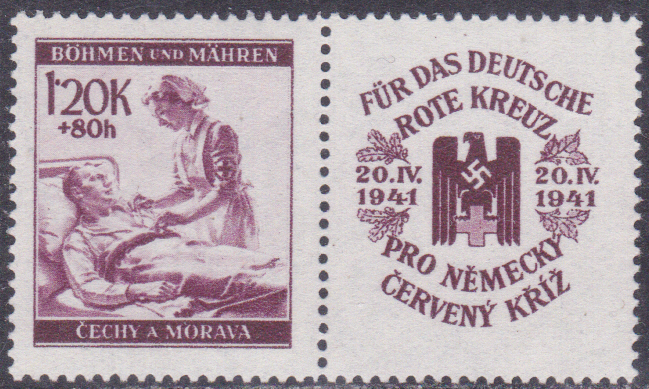 BÖHMEN UND MÄHREN
1·20K
+80h
ČECHY A MORAVA
FÜR DAS DEUTSCHE
ROTE KREUZ
20.IV.
1941
20.IV.
1941
PRO NĚMECKÝ
ČERVENÝ KŘÍŽ